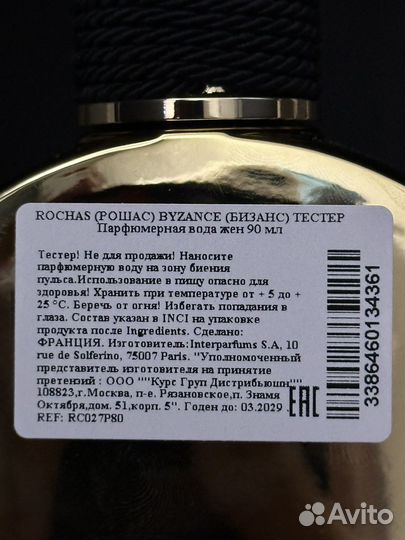 ROCHAS (РОШАС) BYZANCE (БИЗАНС) ТЕСТЕР
Парфюмерная вода жен 90 мл
Тестер! Не для продажи! Наносите
парфюмерную воду на зону биения
пульса.Использование в пищу опасно для
здоровья! Хранить при температуре от + 5 до +
25 °C. Беречь от огня! Избегать попадания в
глаза. Состав указан в INCI на упаковке
продукта после Ingredients. Сделано:
ФРАНЦИЯ. Изготовитель:Interparfums S.A, 10
rue de Solferino, 75007 Paris. "Уполномоченный
представитель изготовителя на принятие
претензий : ООО ""Курс Груп Дистрибьюшн""
108823,г.Москва, п-е. Рязановское,п. Знамя
Октября,дом. 51,корп. 5". Годен до: 03.2029
REF: RC027P80
EAC
3386460134361
Avito